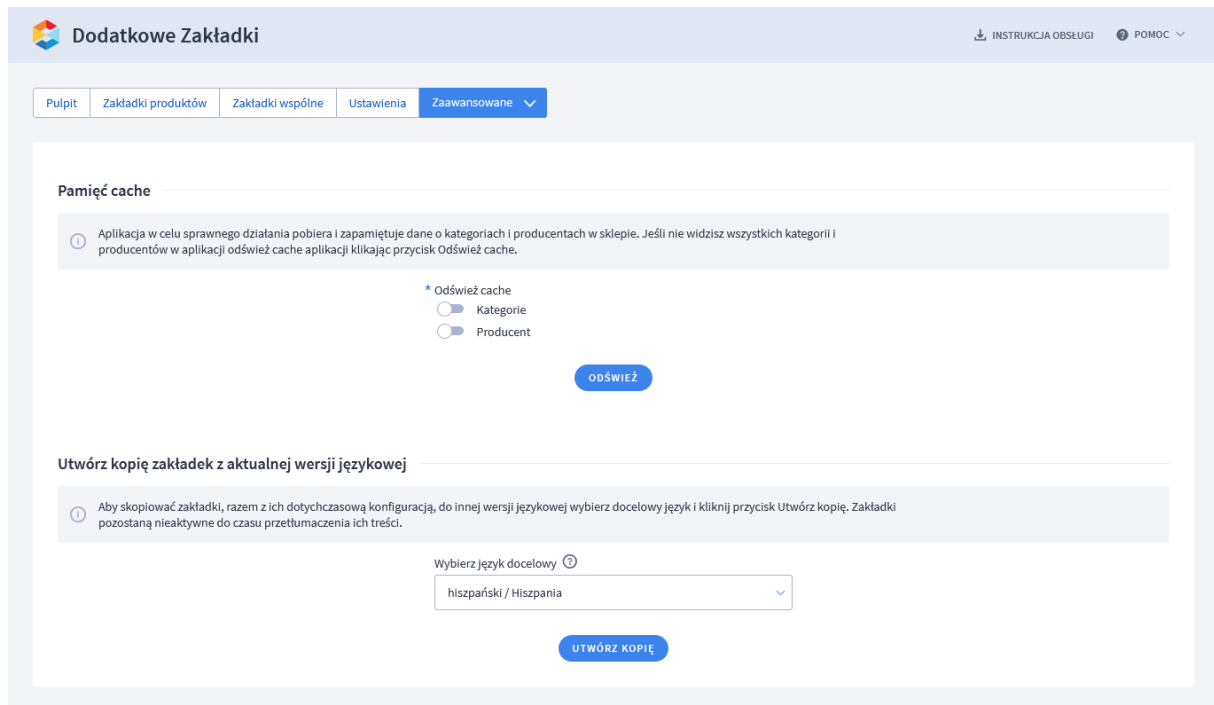 Dodatkowe Zakładki
INSTRUKCJA OBSŁUGI
POMOC
Pulpit
Zakładki produktów
Zakładki wspólne
Ustawienia
Zaawansowane
Pamięć cache
Aplikacja w celu sprawnego działania pobiera i zapamiętuje dane o kategoriach i producentach w sklepie. Jeśli nie widzisz wszystkich kategorii i
producentów w aplikacji odśwież cache aplikacji klikając przycisk Odśwież cache.
* Odśwież cache
Kategorie
Producent
ODŚWIEŻ
Utwórz kopię zakładek z aktualnej wersji językowej
Aby skopiować zakładki, razem z ich dotychczasową konfiguracją, do innej wersji językowej wybierz docelowy język i kliknij przycisk Utwórz kopię. Zakładki
pozostaną nieaktywne do czasu przetłumaczenia ich treści.
Wybierz język docelowy
hiszpański / Hiszpania
UTWÓRZ KOPIĘ